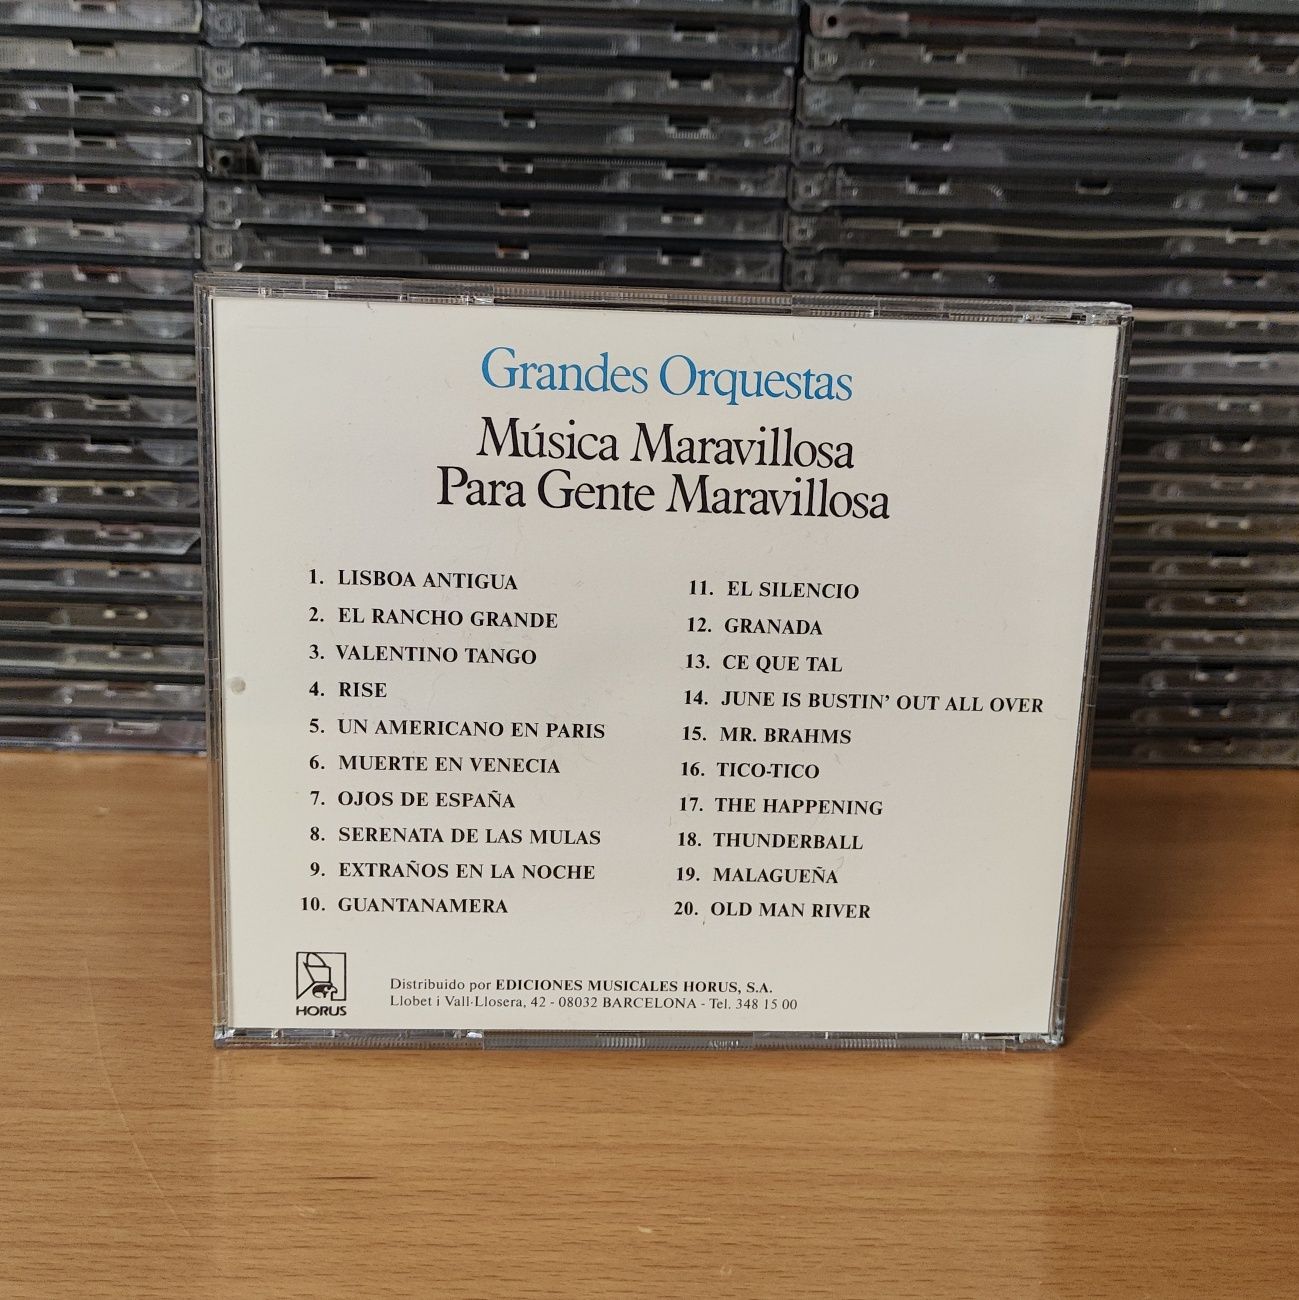 Grandes Orquestas
Música Maravillosa
Para Gente Maravillosa
1. LISBOA ANTIGUA
2. EL RANCHO GRANDE
3. VALENTINO TANGO
4. RISE
5. UN AMERICANO EN PARIS
6. MUERTE EN VENECIA
7. OJOS DE ESPAÑA
8. SERENATA DE LAS MULAS
9. EXTRAÑOS EN LA NOCHE
10. GUANTANAMERA
11. EL SILENCIO
12. GRANADA
13. CE QUE TAL
14. JUNE IS BUSTIN' OUT ALL OVER
15. MR. BRAHMS
16. TICO-TICO
17. THE HAPPENING
18. THUNDERBALL
19. MALAGUEÑA
20. OLD MAN RIVER
HORUS
Distribuido por EDICIONES MUSICALES HORUS, S.A.
Llobet i Vall·Llosera, 42 - 08032 BARCELONA - Tel. 348 15 00